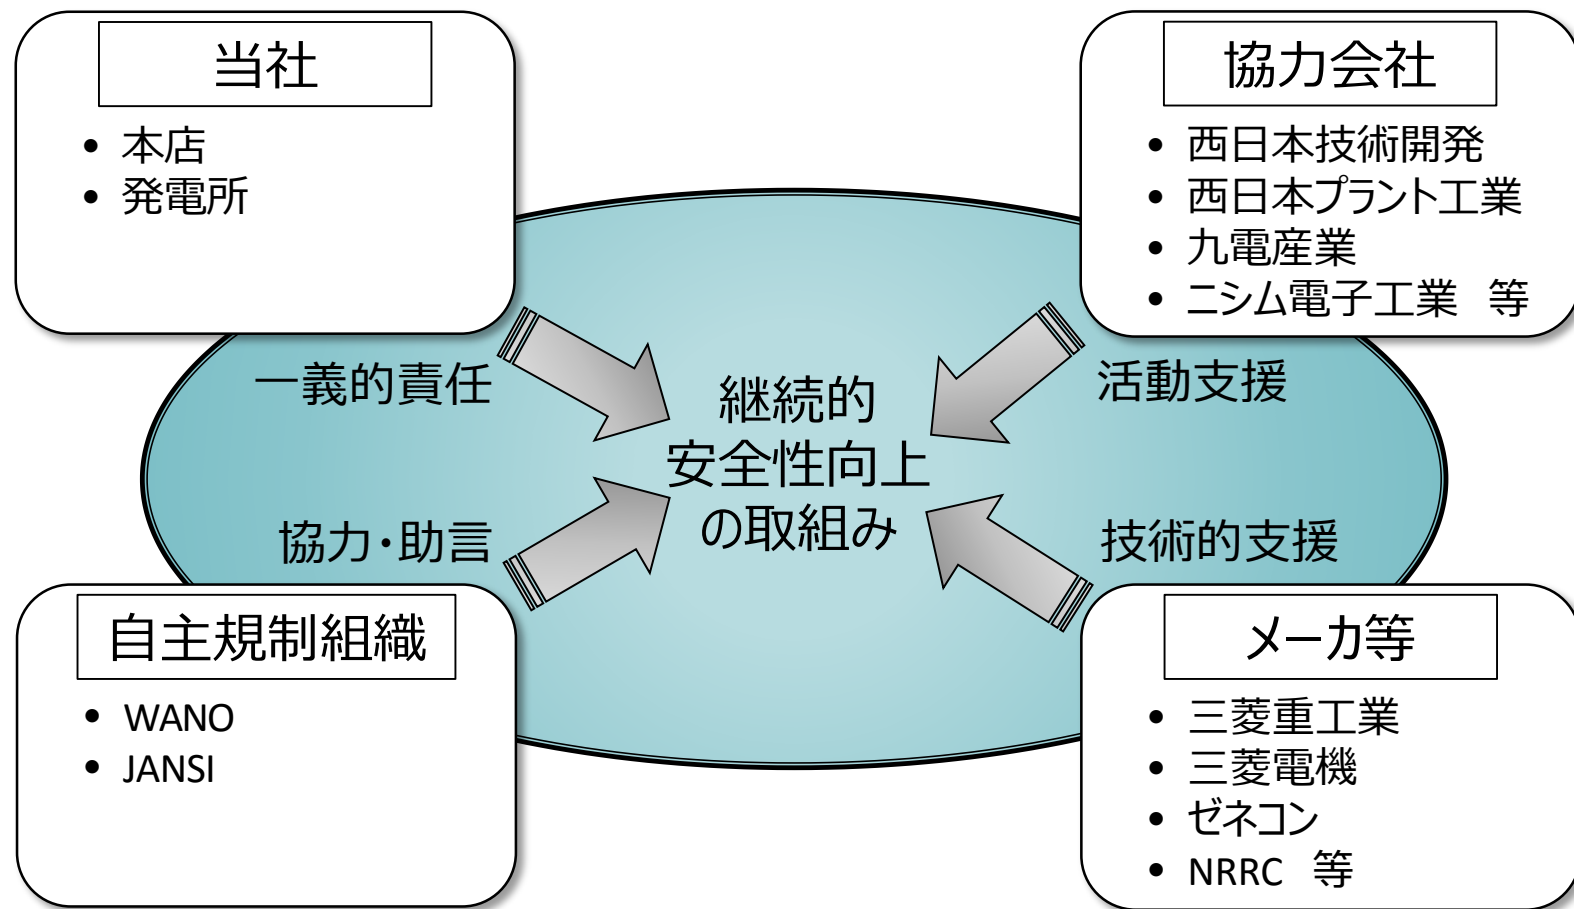 当社
• 本店
• 発電所
協力会社
• 西日本技術開発
• 西日本プラント工業
• 九電産業
• ニシム電子工業　等
一義的責任
活動支援
継続的
安全性向上
の取組み
協力・助言
技術的支援
自主規制組織
• WANO
• JANSI
メーカ等
• 三菱重工業
• 三菱電機
• ゼネコン
• NRRC　等